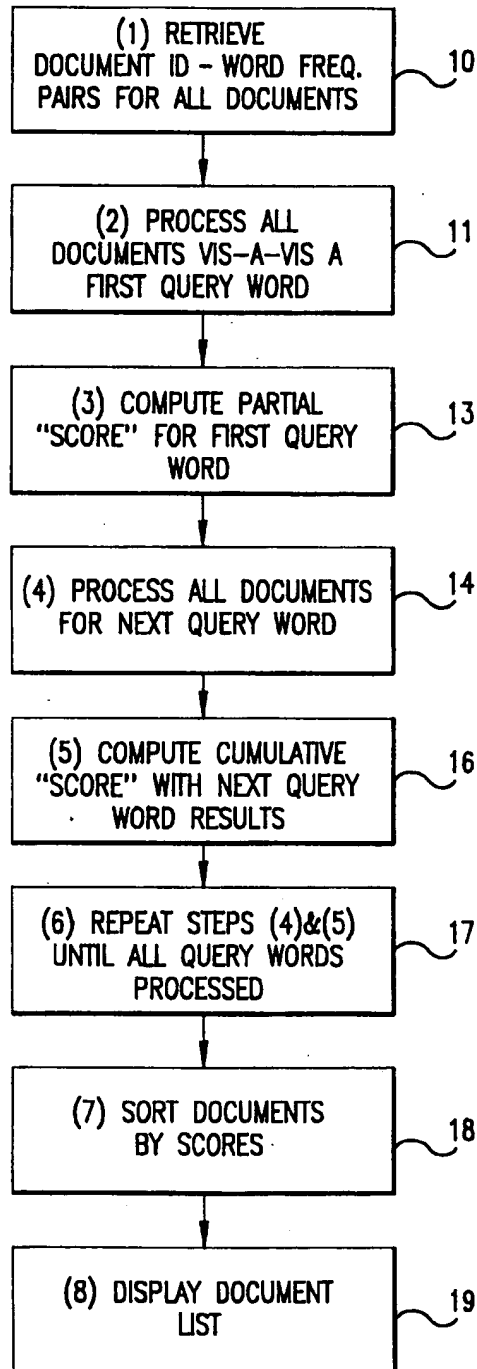 (1) RETRIEVE
DOCUMENT ID - WORD FREQ.
PAIRS FOR ALL DOCUMENTS
10
(2) PROCESS ALL
DOCUMENTS VIS-A-VIS A
FIRST QUERY WORD
11
(3) COMPUTE PARTIAL
"SCORE" FOR FIRST QUERY
WORD
13
(4) PROCESS ALL DOCUMENTS
FOR NEXT QUERY WORD
14
(5) COMPUTE CUMULATIVE
"SCORE" WITH NEXT QUERY
WORD RESULTS
16
(6) REPEAT STEPS (4)&(5)
UNTIL ALL QUERY WORDS
PROCESSED
17
(7) SORT DOCUMENTS
BY SCORES
18
(8) DISPLAY DOCUMENT
LIST
19